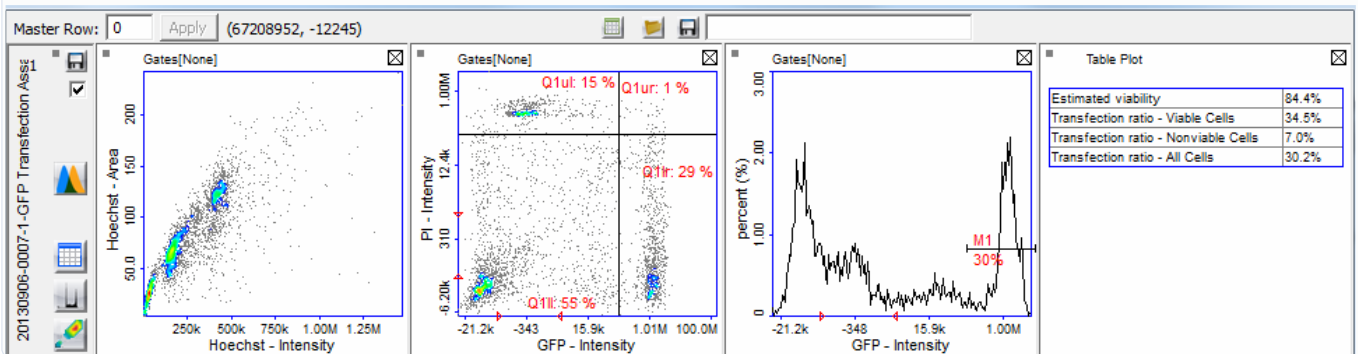 Master Row: 0 Apply (67208952, -12245)
20130906-0007-1-GFP Transfection Assε1
Gates[None]
Hoechst - Area
200
150
100
50.0
250k 500k 750k 1.00M 1.25M
Hoechst - Intensity
Gates[None]
Q1ul: 15 % Q1ur: 1 %
Q1lr: 29 %
Q1ll: 55 %
PI - Intensity
1.00M
12.4k
310
-6.20k
-21.2k -343 15.9k 1.01M 100.0M
GFP - Intensity
Gates[None]
percent (%)
3.00
2.00
1.00
0
M1
30%
-21.2k -348 15.9k 1.00M
GFP - Intensity
Table Plot
Estimated viability 84.4%
Transfection ratio - Viable Cells 34.5%
Transfection ratio - Nonviable Cells 7.0%
Transfection ratio - All Cells 30.2%